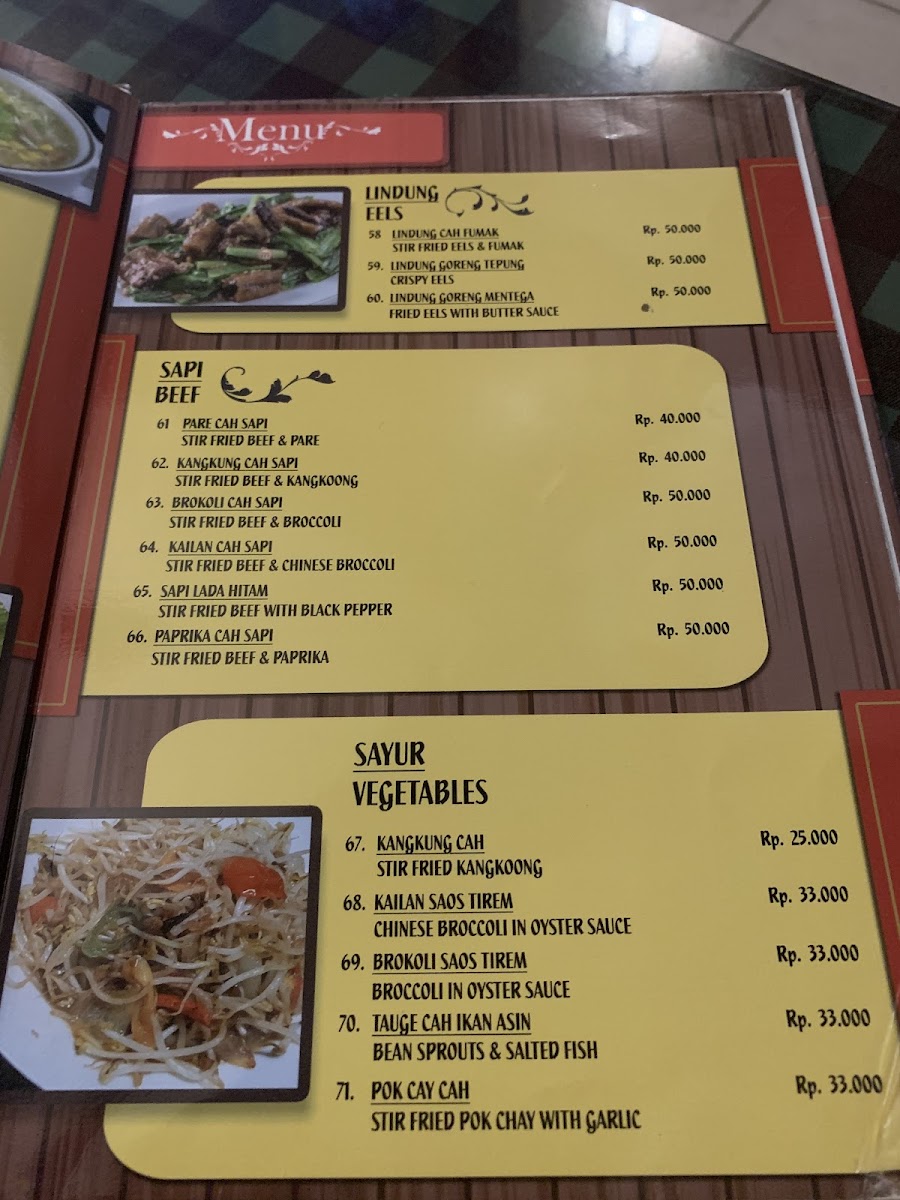 Menu
LINDUNG
EELS
58 LINDUNG CAH FUMAK Rp. 50.000
STIR FRIED EELS & FUMAK
59. LINDUNG GORENG TEPUNG Rp. 50.000
CRISPY EELS
60. LINDUNG GORENG MENTEGA Rp. 50.000
FRIED EELS WITH BUTTER SAUCE
SAPI
BEEF
61 PARE CAH SAPI Rp. 40.000
STIR FRIED BEEF & PARE
62. KANGKUNG CAH SAPI Rp. 40.000
STIR FRIED BEEF & KANGKOONG
63. BROKOLI CAH SAPI Rp. 50.000
STIR FRIED BEEF & BROCCOLI
64. KAILAN CAH SAPI Rp. 50.000
STIR FRIED BEEF & CHINESE BROCCOLI
65. SAPI LADA HITAM Rp. 50.000
STIR FRIED BEEF WITH BLACK PEPPER
66. PAPRIKA CAH SAPI Rp. 50.000
STIR FRIED BEEF & PAPRIKA
SAYUR
VEGETABLES
67. KANGKUNG CAH Rp. 25.000
STIR FRIED KANGKOONG
68. KAILAN SAOS TIREM Rp. 33.000
CHINESE BROCCOLI IN OYSTER SAUCE
69. BROKOLI SAOS TIREM Rp. 33.000
BROCCOLI IN OYSTER SAUCE
70. TAUGE CAH IKAN ASIN Rp. 33.000
BEAN SPROUTS & SALTED FISH
71. POK CAY CAH Rp. 33.000
STIR FRIED POK CHAY WITH GARLIC